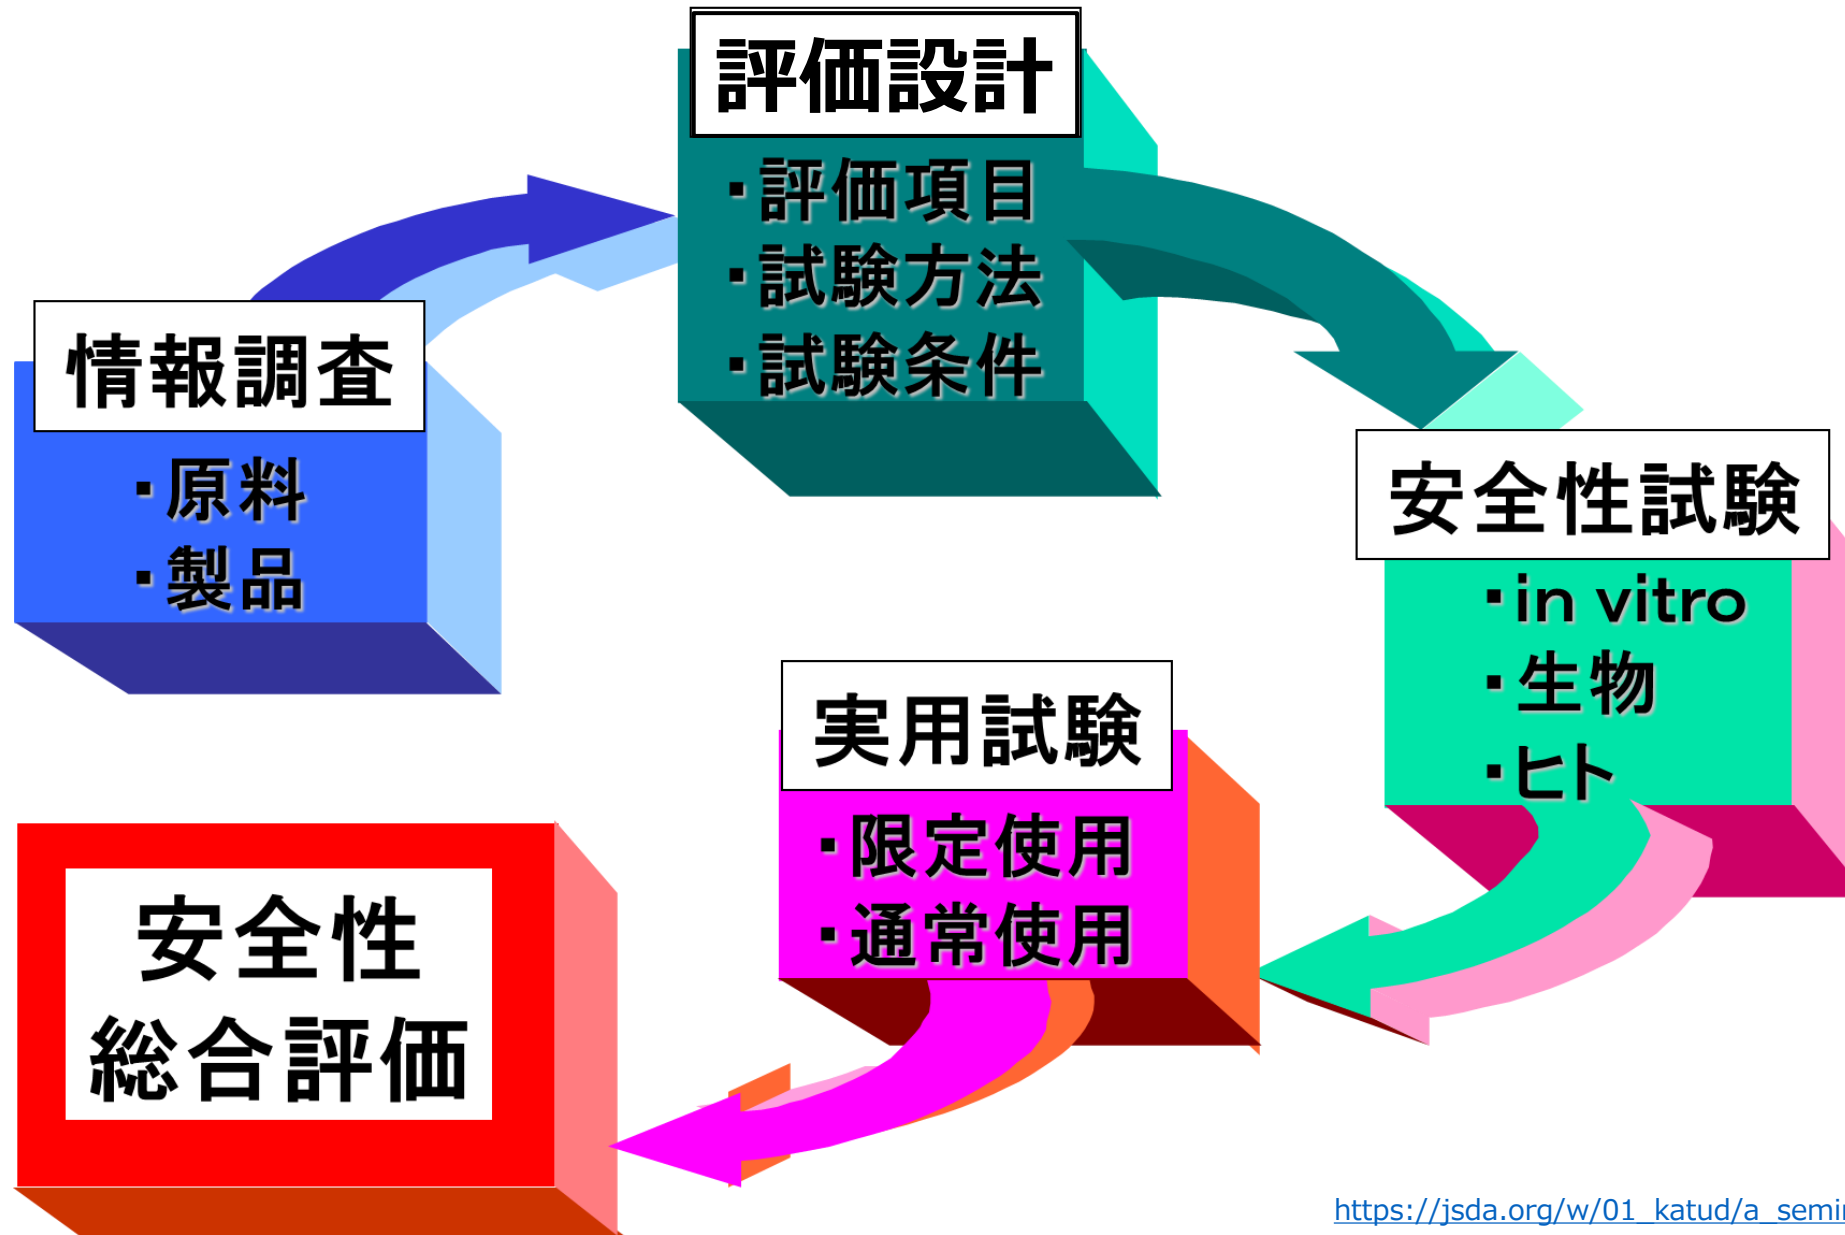 評価設計
・評価項目
・試験方法
・試験条件
情報調査
・原料
・製品
安全性試験
・in vitro
・生物
・ヒト
実用試験
・限定使用
・通常使用
安全性
総合評価
https://jsda.org/w/01_katud/a_semin